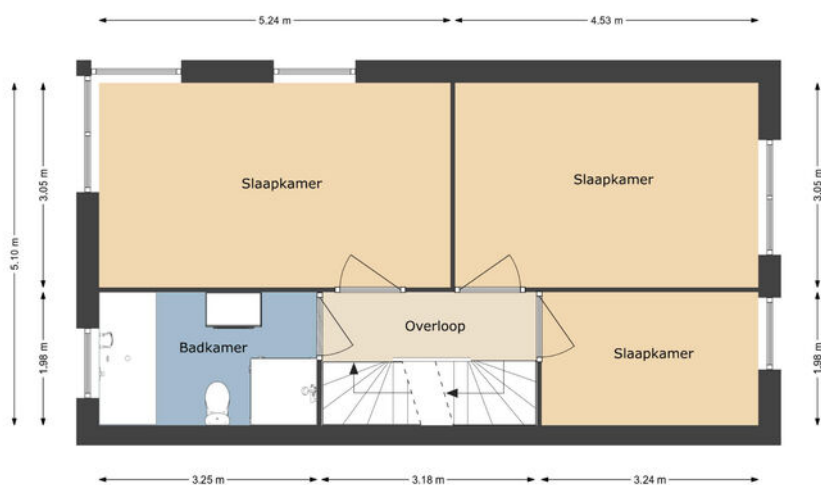 5.24 m
4.53 m
3.05 m
5.10 m
1.98 m
Slaapkamer
Slaapkamer
3.05 m
Badkamer
Overloop
Slaapkamer
1.98 m
3.25 m
3.18 m
3.24 m